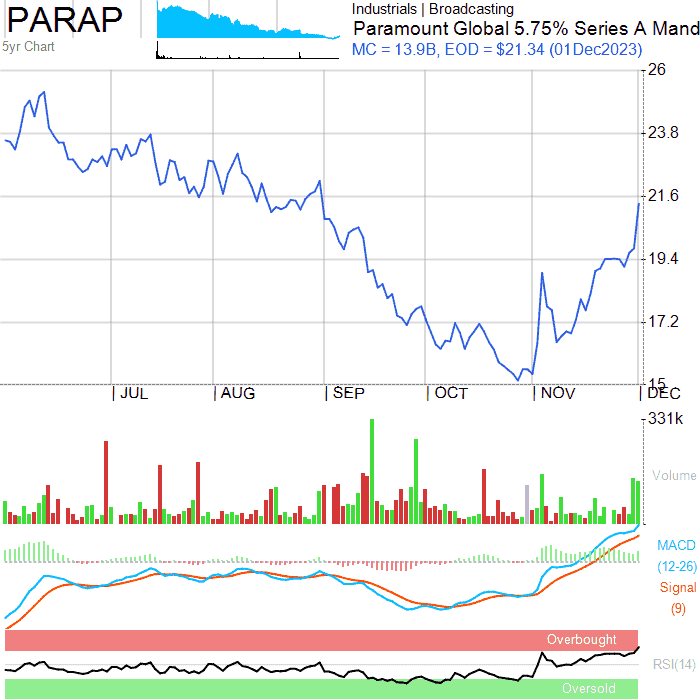 PARAP
5yr Chart
Industrials | Broadcasting
Paramount Global 5.75% Series A Mand
MC = 13.9B, EOD = $21.34 (01Dec2023)
26
23.8
21.6
19.4
17.2
15
JUL
AUG
SEP
OCT
NOV
DEC
331k
Volume
MACD
(12-26)
Signal
(9)
Overbought
RSI(14)
Oversold